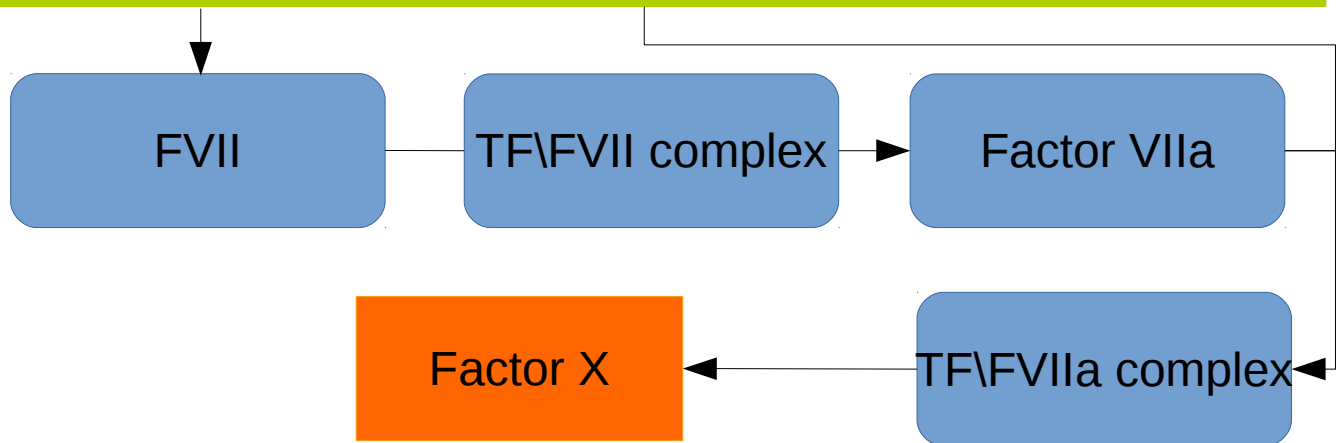 FVII
TF\FVII complex
Factor VIIa
Factor X
TF\FVIIa complex